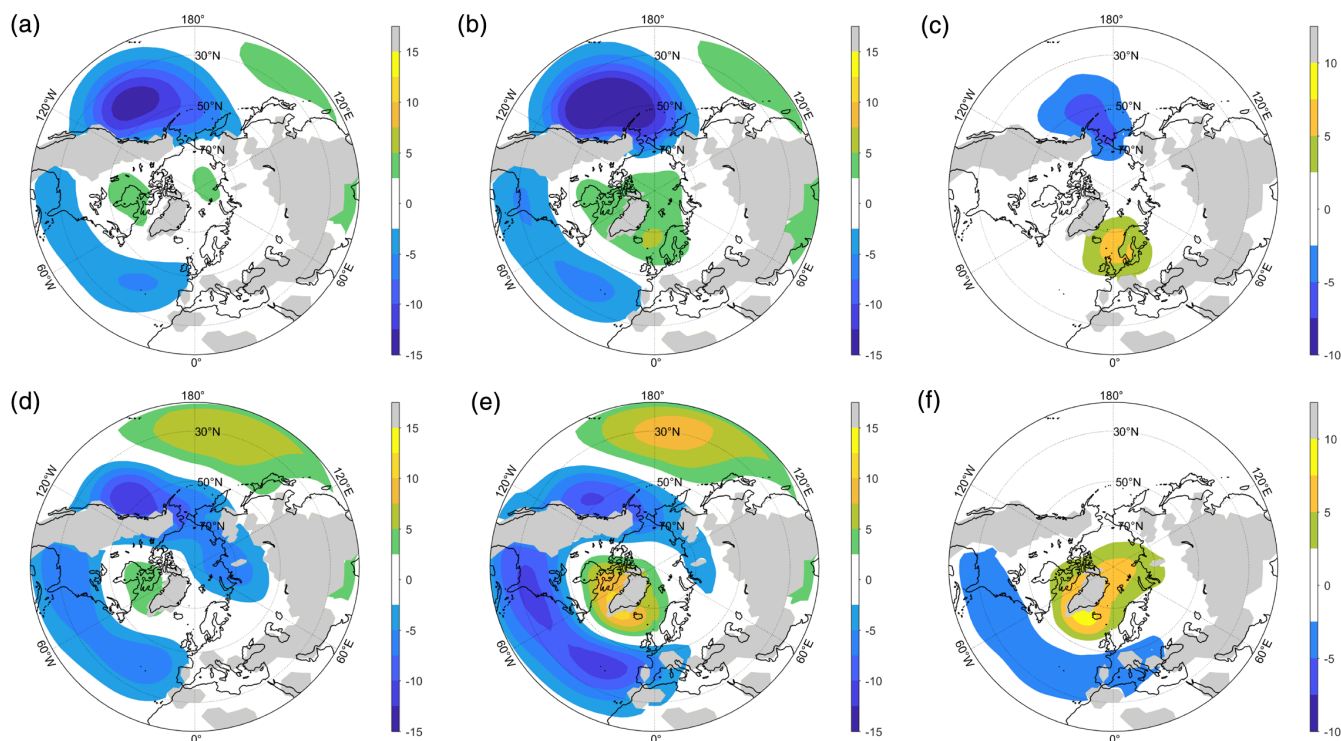 (a) 180° 30°N 50°N 70°N 120°W 120°E 60°W 60°E 0° 15 10 5 0 -5 -10 -15
(b) 180° 30°N 50°N 70°N 120°W 120°E 60°W 60°E 0° 15 10 5 0 -5 -10 -15
(c) 180° 30°N 50°N 70°N 120°W 120°E 60°W 60°E 0° 10 5 0 -5 -10
(d) 180° 30°N 50°N 70°N 120°W 120°E 60°W 60°E 0° 15 10 5 0 -5 -10 -15
(e) 180° 30°N 50°N 70°N 120°W 120°E 60°W 60°E 0° 15 10 5 0 -5 -10 -15
(f) 180° 30°N 50°N 70°N 120°W 120°E 60°W 60°E 0° 10 5 0 -5 -10